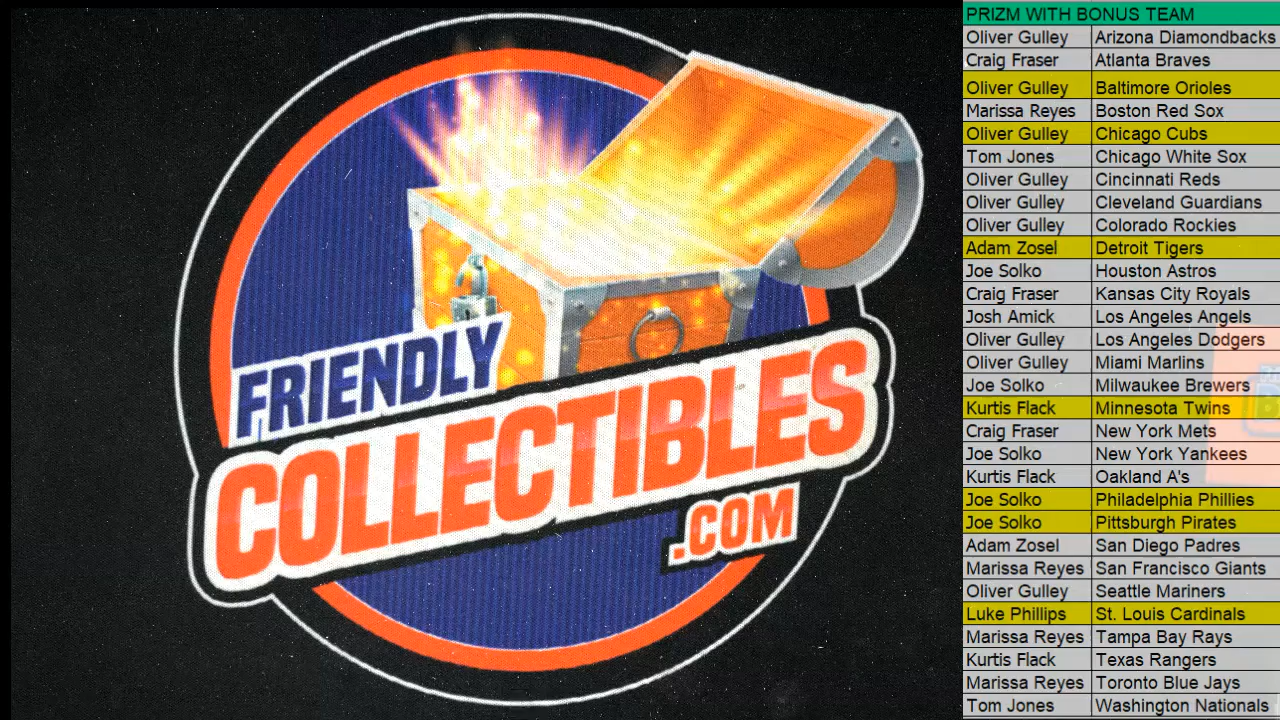 FRIENDLY
COLLECTIBLES
.COM
PRIZM WITH BONUS TEAM
Oliver Gulley Arizona Diamondbacks
Craig Fraser Atlanta Braves
Oliver Gulley Baltimore Orioles
Marissa Reyes Boston Red Sox
Oliver Gulley Chicago Cubs
Tom Jones Chicago White Sox
Oliver Gulley Cincinnati Reds
Oliver Gulley Cleveland Guardians
Oliver Gulley Colorado Rockies
Adam Zosel Detroit Tigers
Joe Solko Houston Astros
Craig Fraser Kansas City Royals
Josh Amick Los Angeles Angels
Oliver Gulley Los Angeles Dodgers
Oliver Gulley Miami Marlins
Joe Solko Milwaukee Brewers
Kurtis Flack Minnesota Twins
Craig Fraser New York Mets
Joe Solko New York Yankees
Kurtis Flack Oakland A's
Joe Solko Philadelphia Phillies
Joe Solko Pittsburgh Pirates
Adam Zosel San Diego Padres
Marissa Reyes San Francisco Giants
Oliver Gulley Seattle Mariners
Luke Phillips St. Louis Cardinals
Marissa Reyes Tampa Bay Rays
Kurtis Flack Texas Rangers
Marissa Reyes Toronto Blue Jays
Tom Jones Washington Nationals